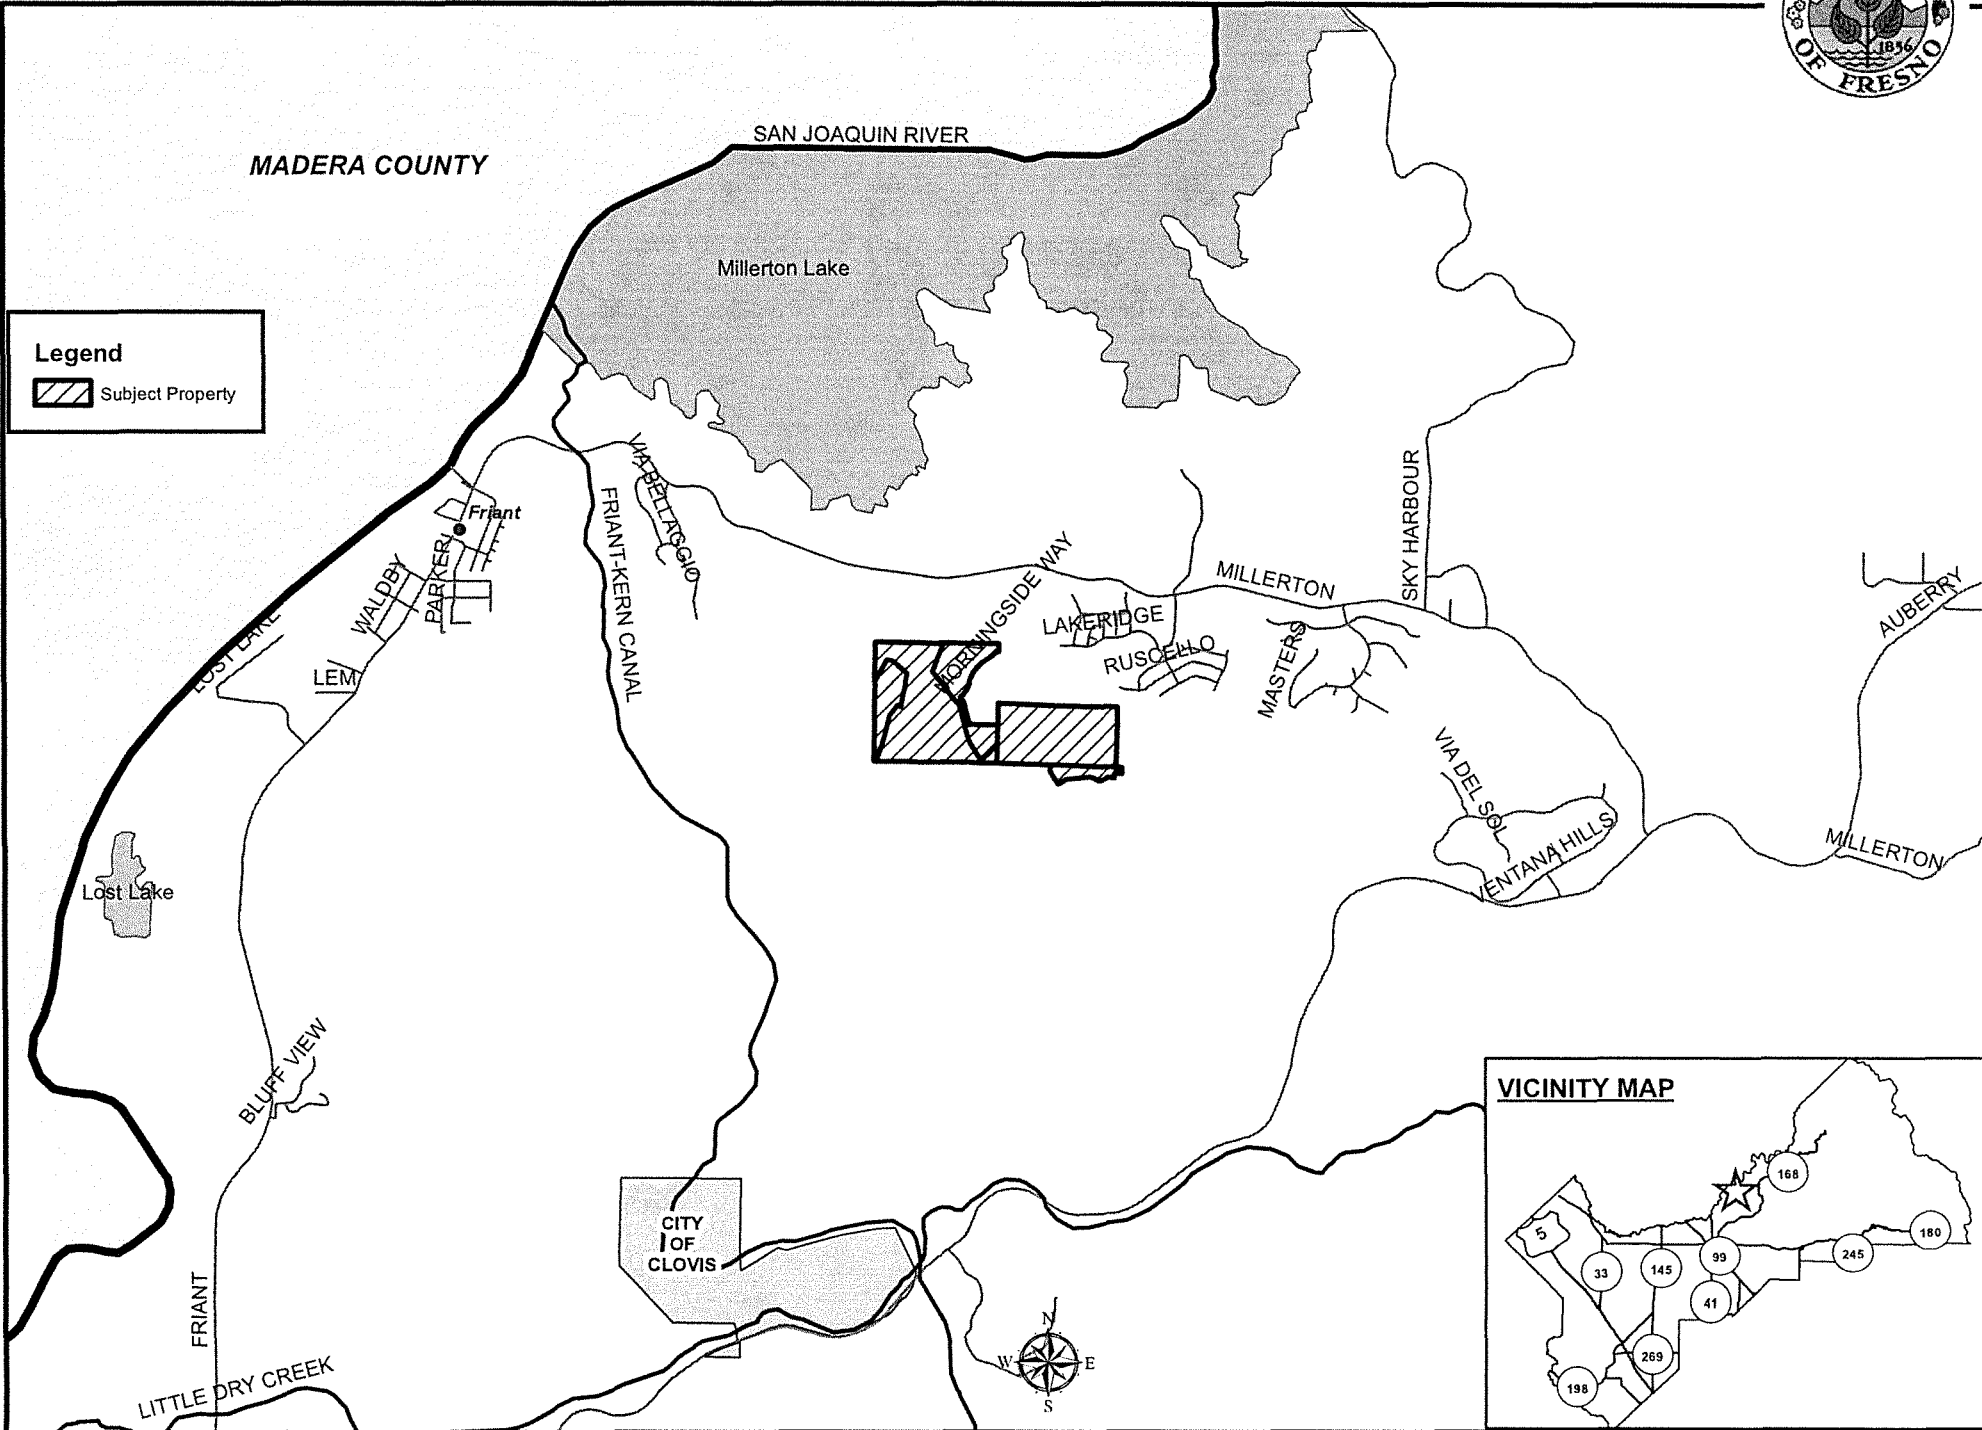 1856
OF FRESNO
SAN JOAQUIN RIVER
MADERA COUNTY
Millerton Lake
Legend
Subject Property
SKY HARBOUR
VIA BELLAGGIO
FRIANT-KERN CANAL
Friant
PARKER
WALDBY
LOST LAKE
LEM
MORNINGSIDE WAY
MILLERTON
LAKERIDGE
RUSCELLO
MASTERS
AUBERRY
VIA DEL SOL
VENTANA HILLS
MILLERTON
Lost Lake
BLUFF VIEW
VICINITY MAP
168
5
33
145
99
41
245
180
269
198
CITY
OF
CLOVIS
FRIANT
LITTLE DRY CREEK
N
W
E
S